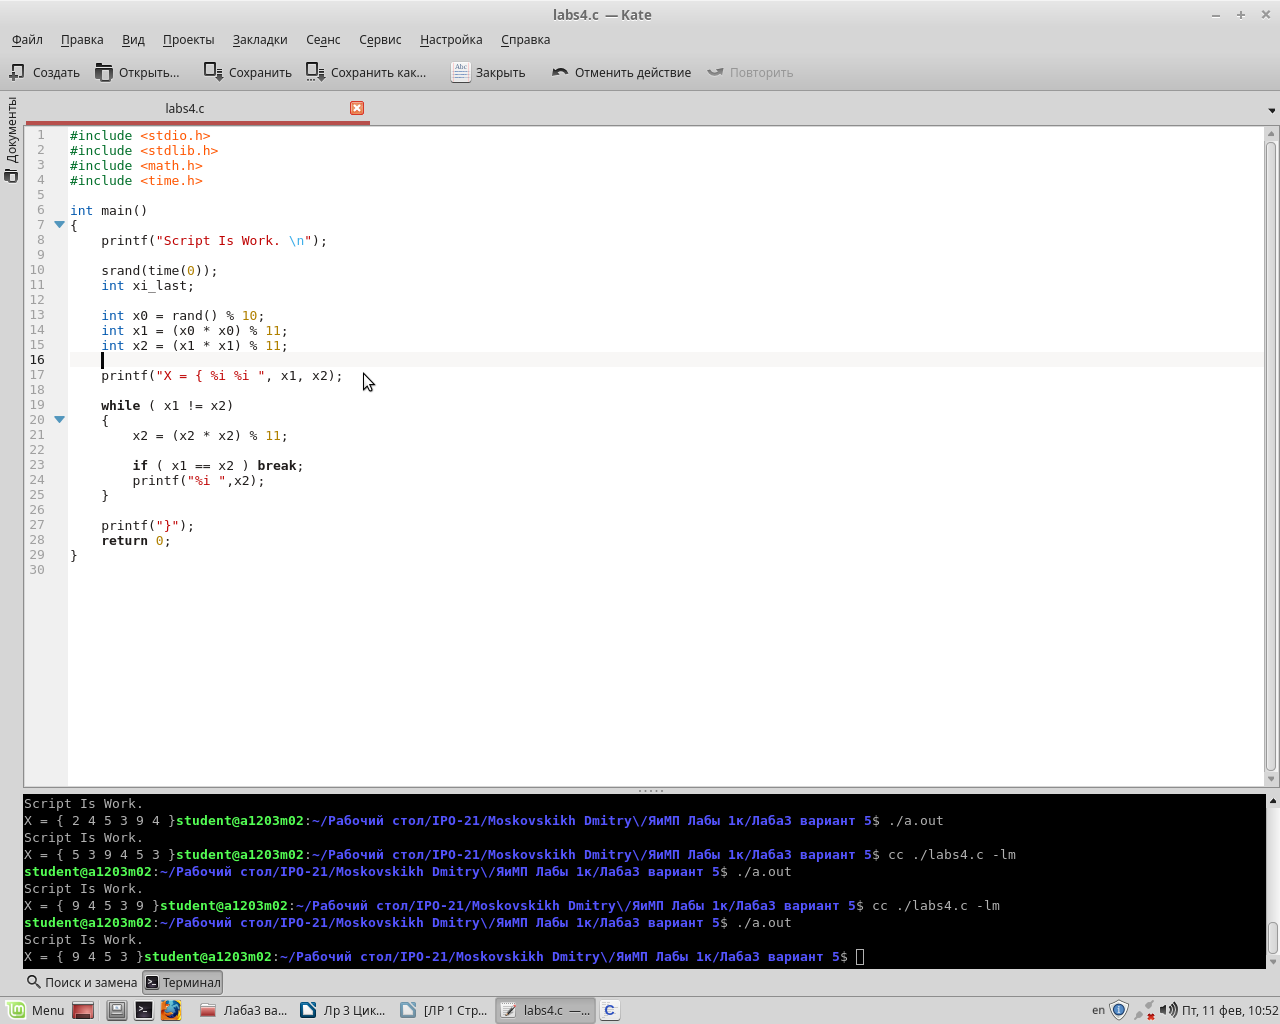 labs4.c — Kate
Файл Правка Вид Проекты Закладки Сеанс Сервис Настройка Справка
Создать Открыть... Сохранить Сохранить как... Abc Закрыть Отменить действие Повторить
Документы
labs4.c
1 #include <stdio.h>
2 #include <stdlib.h>
3 #include <math.h>
4 #include <time.h>
5
6 int main()
7 {
8 printf("Script Is Work. \n");
9
10 srand(time(0));
11 int xi_last;
12
13 int x0 = rand() % 10;
14 int x1 = (x0 * x0) % 11;
15 int x2 = (x1 * x1) % 11;
16
17 printf("X = { %i %i ", x1, x2);
18
19 while ( x1 != x2)
20 {
21 x2 = (x2 * x2) % 11;
22
23 if ( x1 == x2 ) break;
24 printf("%i ",x2);
25 }
26
27 printf("}");
28 return 0;
29 }
30
Script Is Work.
X = { 2 4 5 3 9 4 }student@a1203m02:~/Рабочий стол/IPO-21/Moskovskikh Dmitry\/ЯиМП Лабы 1к/Лаба3 вариант 5$ ./a.out
Script Is Work.
X = { 5 3 9 4 5 3 }student@a1203m02:~/Рабочий стол/IPO-21/Moskovskikh Dmitry\/ЯиМП Лабы 1к/Лаба3 вариант 5$ cc ./labs4.c -lm
student@a1203m02:~/Рабочий стол/IPO-21/Moskovskikh Dmitry\/ЯиМП Лабы 1к/Лаба3 вариант 5$ ./a.out
Script Is Work.
X = { 9 4 5 3 9 }student@a1203m02:~/Рабочий стол/IPO-21/Moskovskikh Dmitry\/ЯиМП Лабы 1к/Лаба3 вариант 5$ cc ./labs4.c -lm
student@a1203m02:~/Рабочий стол/IPO-21/Moskovskikh Dmitry\/ЯиМП Лабы 1к/Лаба3 вариант 5$ ./a.out
Script Is Work.
X = { 9 4 5 3 }student@a1203m02:~/Рабочий стол/IPO-21/Moskovskikh Dmitry\/ЯиМП Лабы 1к/Лаба3 вариант 5$
Поиск и замена Терминал
Menu Лаба3 ва... Лр 3 Цик... [ЛР 1 Стр... labs4.c —... C en Пт, 11 фев, 10:52